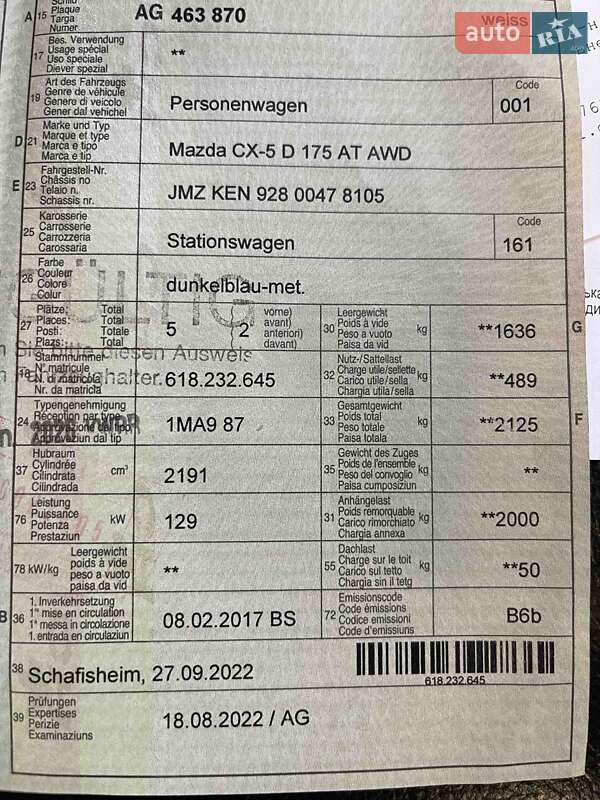 Schild
A 15 Plaque AG 463 870 weiss
Targa
Numer
auto RIA .com
Bes. Verwendung
17 Usage spécial **
Uso speciale
Diever spezial
Art des Fahrzeugs Code
19 Genre de véhicule Personenwagen 001
Genere di veicolo
Gener dal vehichel
Marke und Typ
D 21 Marque et type Mazda CX-5 D 175 AT AWD
Marca e tipo
Marca e tip
Fahrgestell-Nr.
E 23 Châssis no JMZ KEN 928 0047 8105
Telaio n.
Schassis nr.
Karosserie Code
25 Carrosserie Stationswagen 161
Carrozzeria
Carossaria
Farbe
26 Couleur dunkelblau-met.
Colore
Colur
ÜLTIG
Plätze: Total vorne)
27 Places: Total 5 2 avant)
Posti: Totale anteriori)
Plazs: Total davant)
30 Leergewicht kg **1636 G
Poids à vide
Peso a vuoto
Paisa da vid
Sie bitte diesen Ausweis
halter.
Stammnummer
18 N° matricule 618.232.645
N. di matricola
Nr. da matricla
32 Nutz-/Sattellast kg **489
Charge utile/sellette
Carico utile/sella
Chargia utila/sella
Typengenehmigung
24 Réception par type 1MA9 87
Approvazione del tipo
Approvaziun dal tip
33 Gesamtgewicht kg **2125 F
Poids total
Peso totale
Paisa totala
Hubraum
37 Cylindrée cm³ 2191
Cilindrata
Cilindrada
35 Gewicht des Zuges kg **
Poids de l'ensemble
Peso del convoglio
Paisa cumposiziun
Leistung
76 Puissance kW 129
Potenza
Prestaziun
31 Anhängelast kg **2000
Poids remorquable
Carico rimorchiato
Chargia annexa
Leergewicht
78 kW/kg poids à vide **
peso a vuoto
paisa da vid
55 Dachlast kg **50
Charge sur le toit
Carico sul tetto
Chargia sin il tetg
1. Inverkehrsetzung
B 36 1re mise en circulation 08.02.2017 BS
1a messa in circolazione
1. entrada en circulaziun
72 Emissionscode B6b
Code émissions
Codice emissioni
Code d'emissiuns
38 Schafisheim, 27.09.2022
618.232.645
Prüfungen
39 Expertises 18.08.2022 / AG
Perizie
Examinaziuns